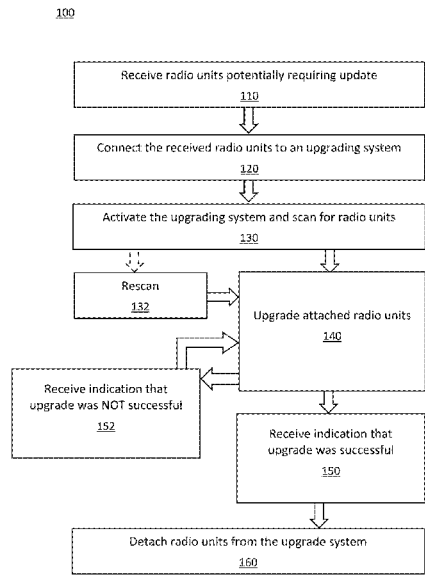 100
Receive radio units potentially requiring update
110
Connect the received radio units to an upgrading system
120
Activate the upgrading system and scan for radio units
130
Rescan
132
Upgrade attached radio units
140
Receive indication that
upgrade was NOT successful
152
Receive indication that
upgrade was successful
150
Detach radio units from the upgrade system
160